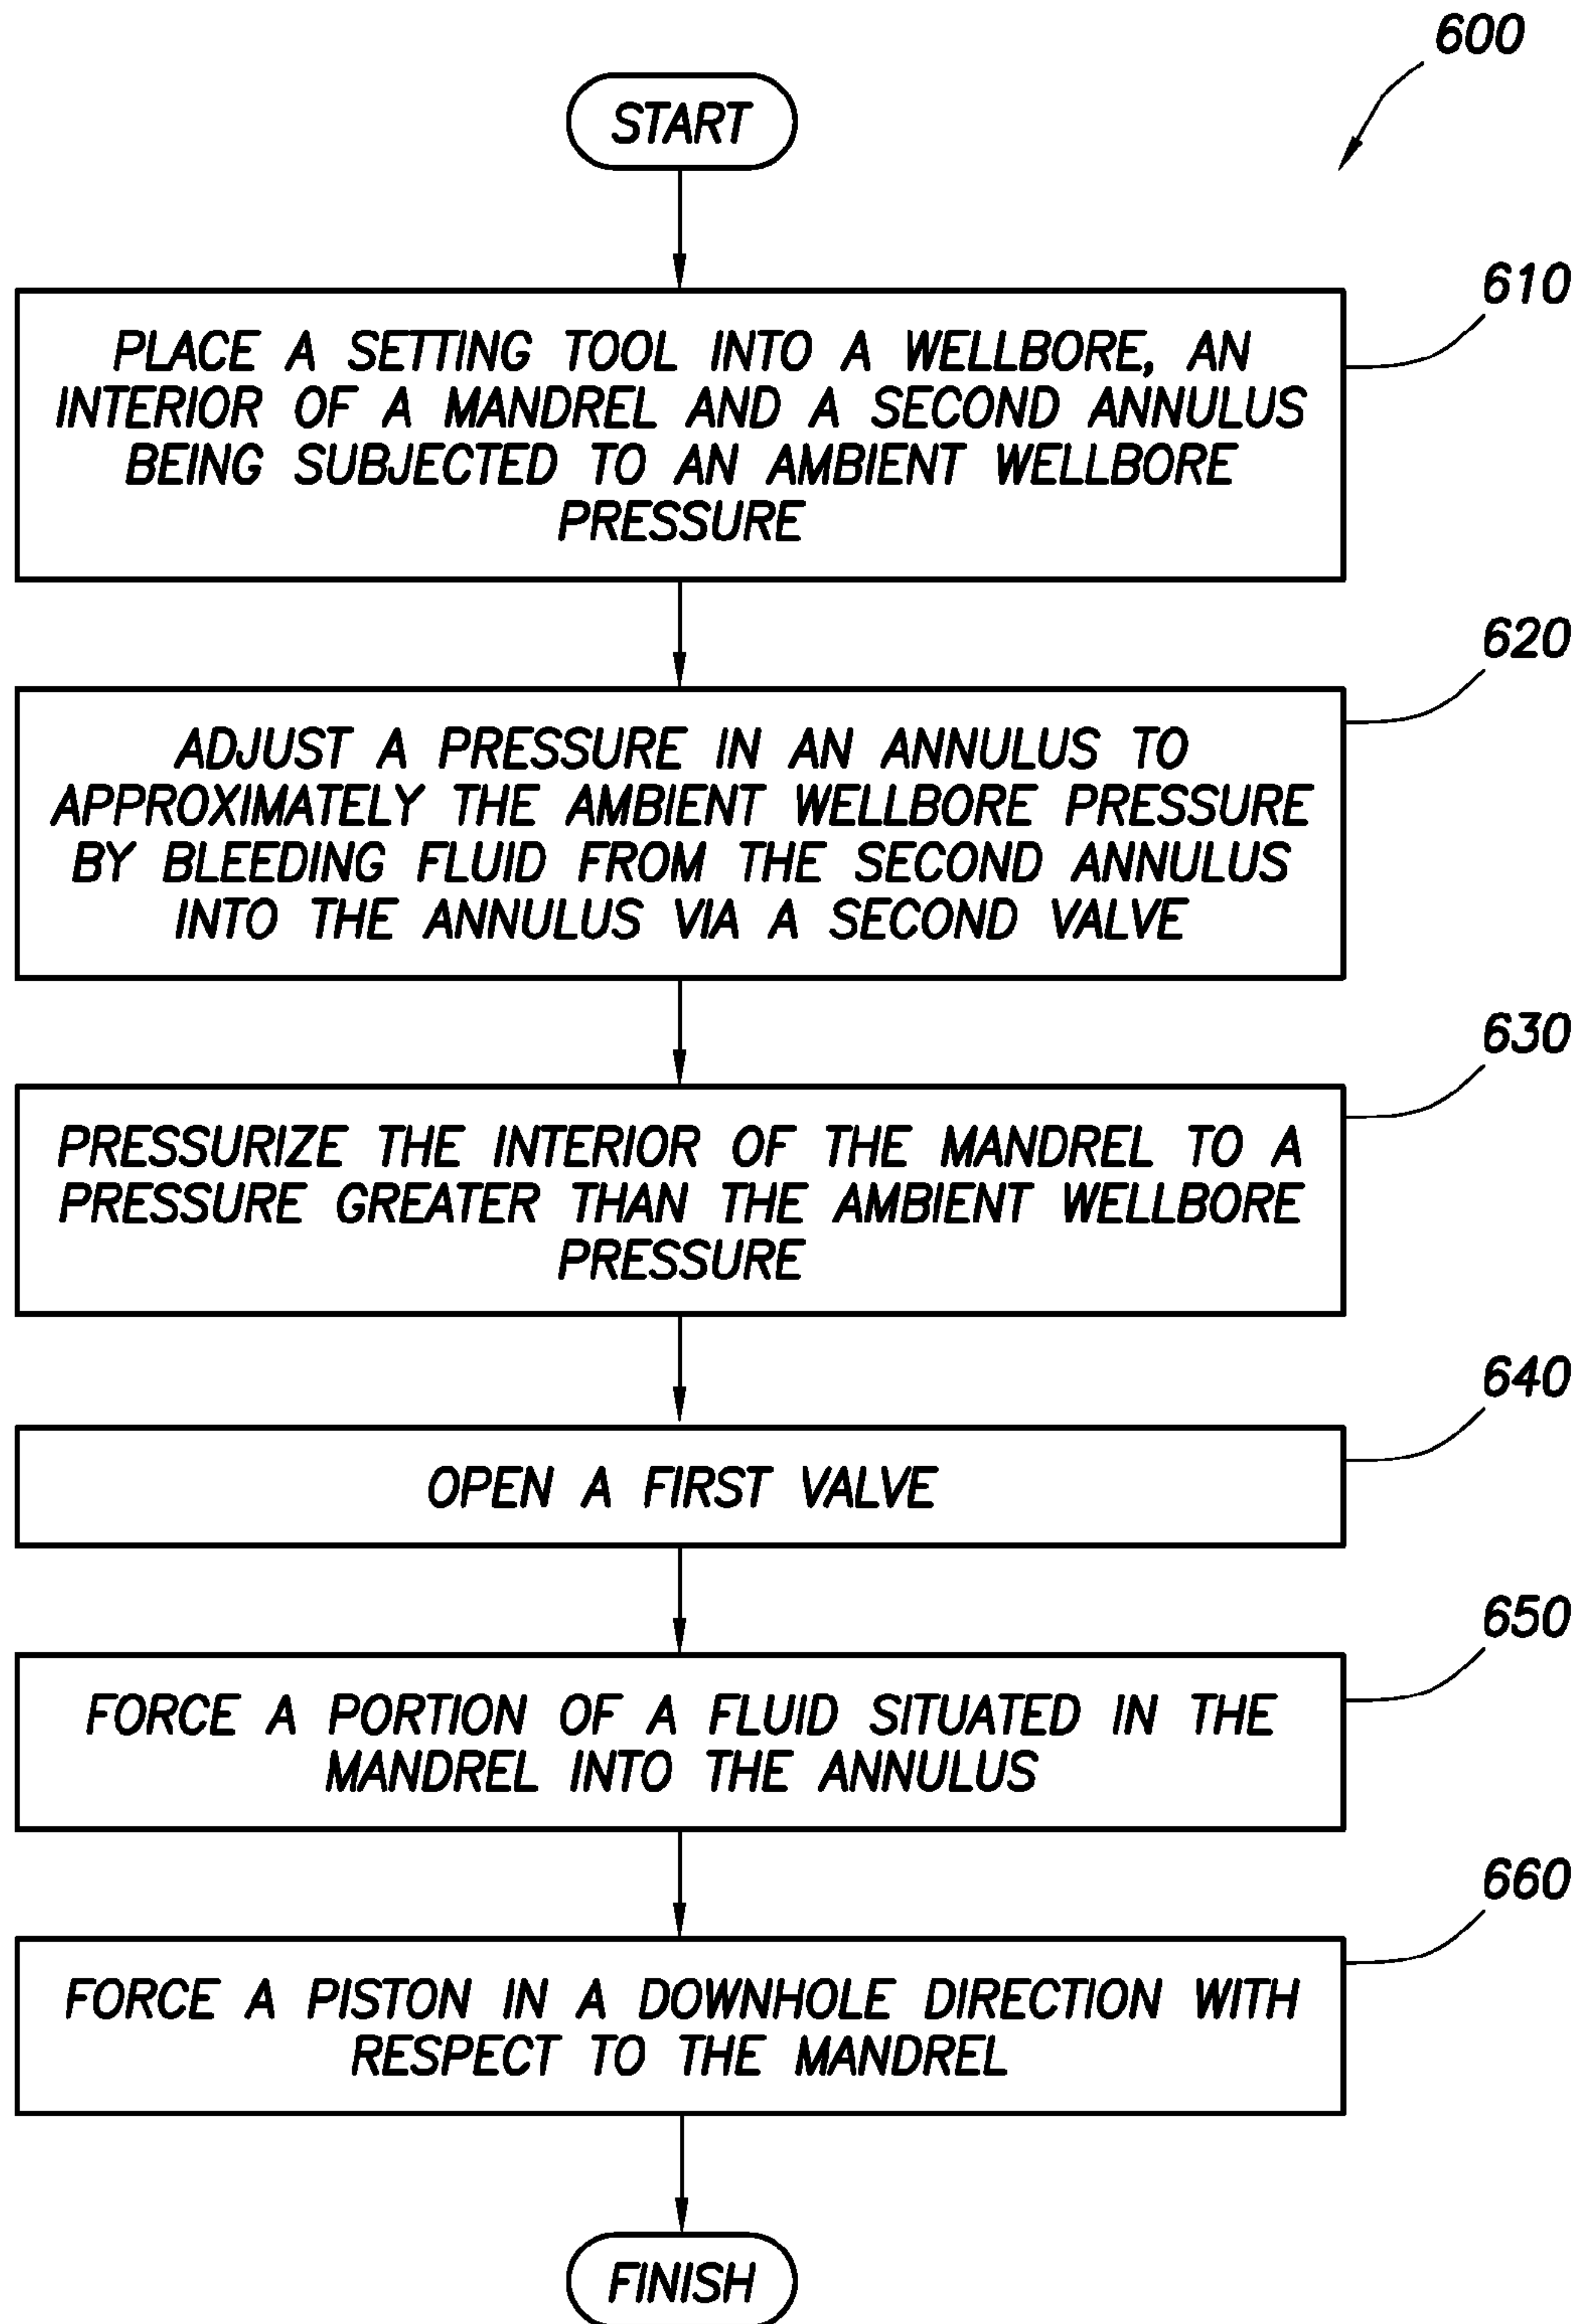 600
START
610
PLACE A SETTING TOOL INTO A WELLBORE, AN
INTERIOR OF A MANDREL AND A SECOND ANNULUS
BEING SUBJECTED TO AN AMBIENT WELLBORE
PRESSURE
620
ADJUST A PRESSURE IN AN ANNULUS TO
APPROXIMATELY THE AMBIENT WELLBORE PRESSURE
BY BLEEDING FLUID FROM THE SECOND ANNULUS
INTO THE ANNULUS VIA A SECOND VALVE
630
PRESSURIZE THE INTERIOR OF THE MANDREL TO A
PRESSURE GREATER THAN THE AMBIENT WELLBORE
PRESSURE
640
OPEN A FIRST VALVE
650
FORCE A PORTION OF A FLUID SITUATED IN THE
MANDREL INTO THE ANNULUS
660
FORCE A PISTON IN A DOWNHOLE DIRECTION WITH
RESPECT TO THE MANDREL
FINISH